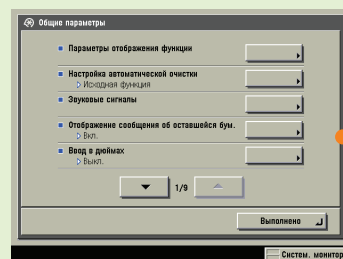 Общие параметры
Параметры отображения функции
Настройка автоматической очистки
Исходная функция
Звуковые сигналы
Отображение сообщения об оставшейся бум.
Вкл.
Ввод в дюймах
Выкл.
1/9
Выполнено
Систем. монитор